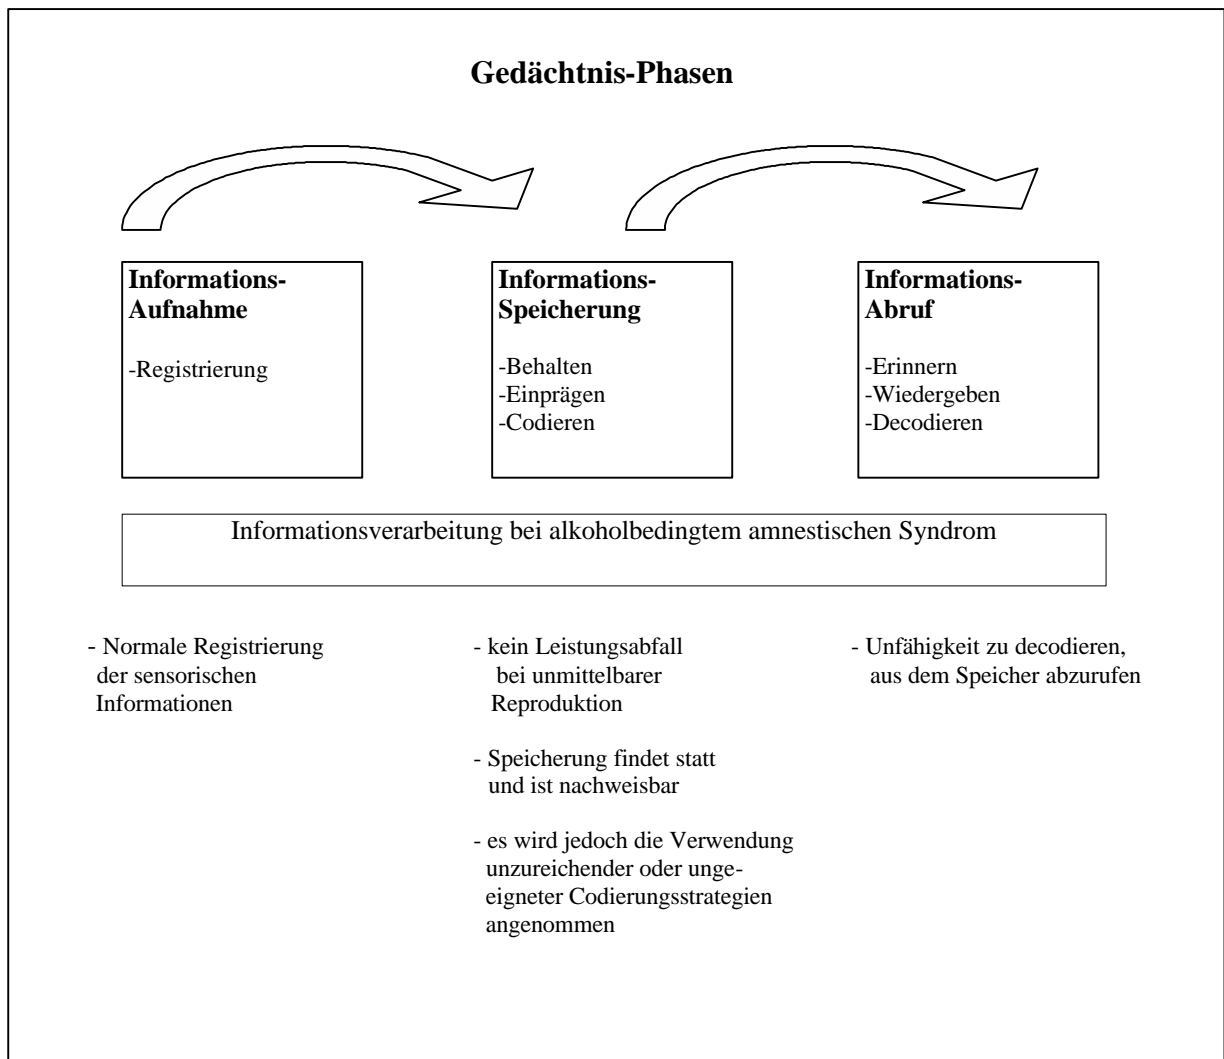 Gedächtnis-Phasen
Informations-
Aufnahme
-Registrierung
Informations-
Speicherung
-Behalten
-Einprägen
-Codieren
Informations-
Abruf
-Erinnern
-Wiedergeben
-Decodieren
Informationsverarbeitung bei alkoholbedingtem amnestischen Syndrom
- Normale Registrierung
der sensorischen
Informationen
- kein Leistungsabfall
bei unmittelbarer
Reproduktion
- Speicherung findet statt
und ist nachweisbar
- es wird jedoch die Verwendung
unzureichender oder unge-
eigneter Codierungsstrategien
angenommen
- Unfähigkeit zu decodieren,
aus dem Speicher abzurufen